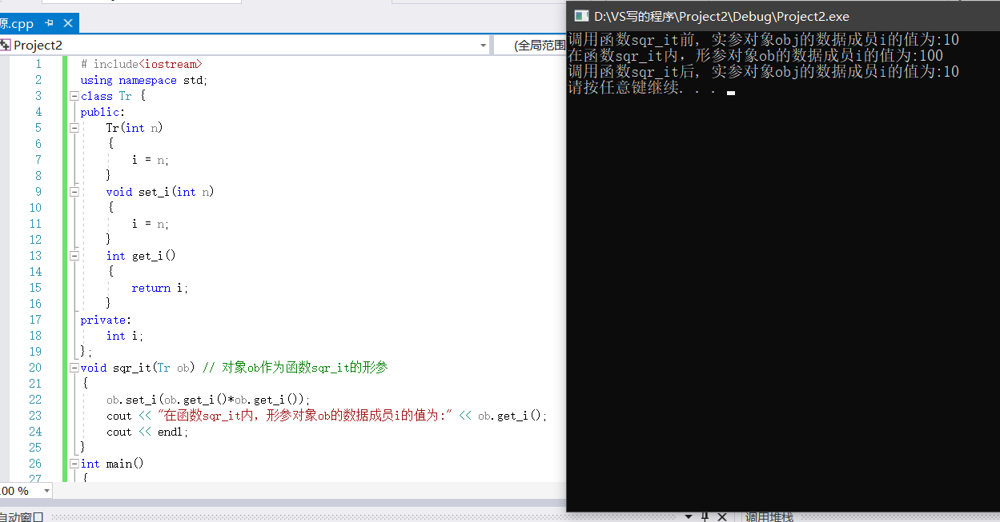 源.cpp
Project2
(全局范围
1 # include<iostream>
2 using namespace std;
3 class Tr {
4 public:
5 Tr(int n)
6 {
7 i = n;
8 }
9 void set_i(int n)
10 {
11 i = n;
12 }
13 int get_i()
14 {
15 return i;
16 }
17 private:
18 int i;
19 };
20 void sqr_it(Tr ob) // 对象ob作为函数sqr_it的形参
21 {
22 ob.set_i(ob.get_i()*ob.get_i());
23 cout << "在函数sqr_it内，形参对象ob的数据成员i的值为:" << ob.get_i();
24 cout << endl;
25 }
26 int main()
27 {
00 %
自动窗口
调用堆栈
D:\VS写的程序\Project2\Debug\Project2.exe
调用函数sqr_it前，实参对象obj的数据成员i的值为:10
在函数sqr_it内，形参对象ob的数据成员i的值为:100
调用函数sqr_it后，实参对象obj的数据成员i的值为:10
请按任意键继续. . .